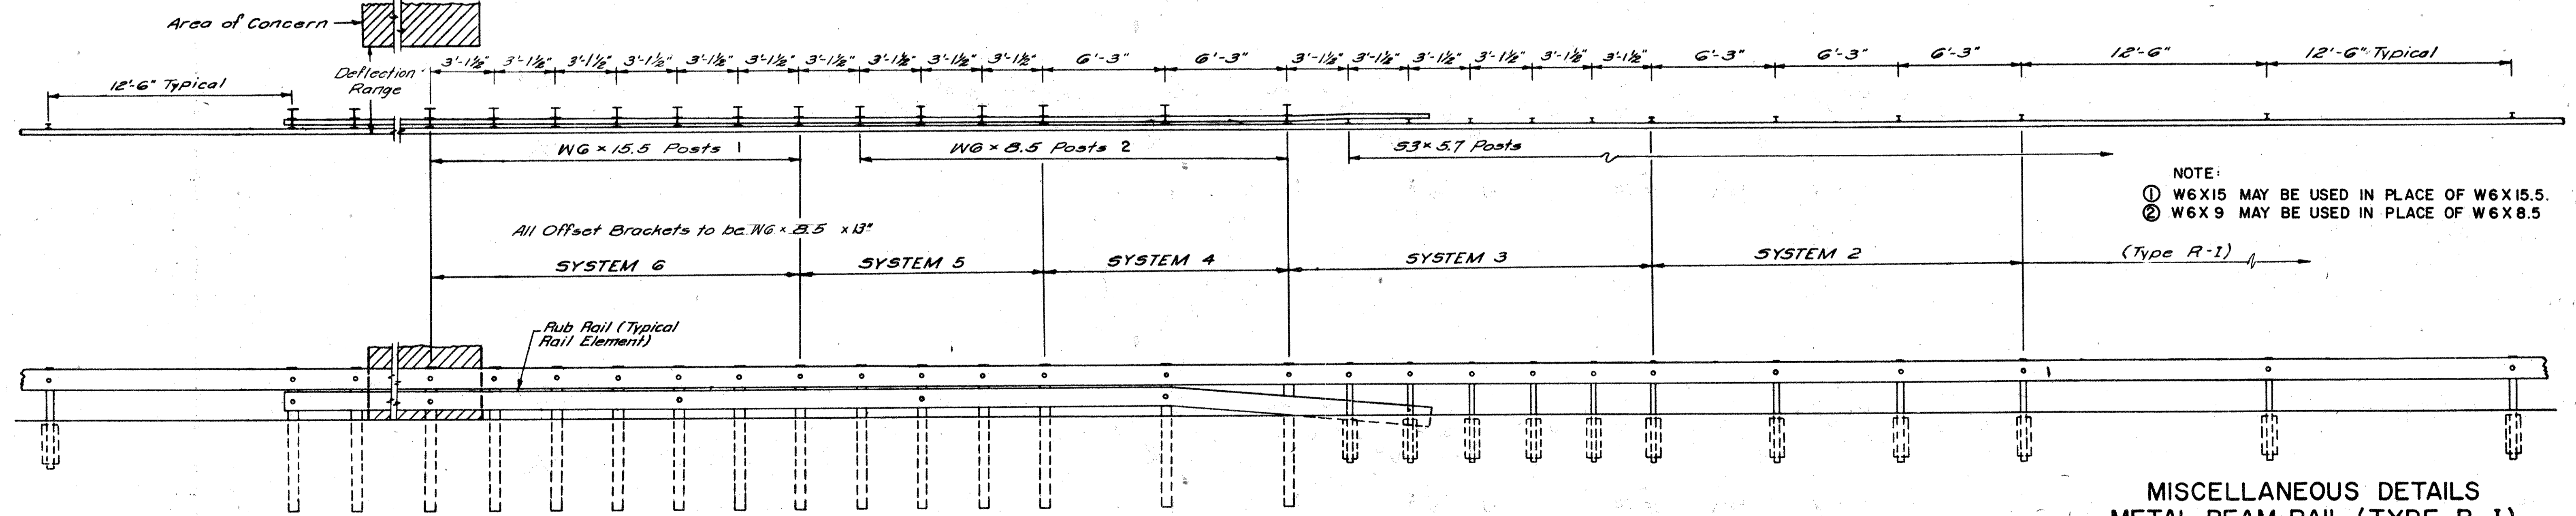 Area of Concern
Deflection
Range
12'-6" Typical
3'-1½" 3'-1½" 3'-1½" 3'-1½" 3'-1½" 3'-1½" 3'-1½" 3'-1½" 3'-1½" 3'-1½" 6'-3" 6'-3" 3'-1½" 3'-1½" 3'-1½" 3'-1½" 3'-1½" 3'-1½" 6'-3" 6'-3" 6'-3" 12'-6" 12'-6" Typical
W6 × 15.5 Posts 1
W6 × 8.5 Posts 2
S3 × 5.7 Posts
NOTE:
① W6X15 MAY BE USED IN PLACE OF W6X15.5.
② W6X9 MAY BE USED IN PLACE OF W6X8.5
All Offset Brackets to be W6 × 8.5 × 13"
SYSTEM 6
SYSTEM 5
SYSTEM 4
SYSTEM 3
SYSTEM 2
(Type R-I)
Rub Rail (Typical
Rail Element)
MISCELLANEOUS DETAILS
METAL BEAM RAIL (TYPE R-I)